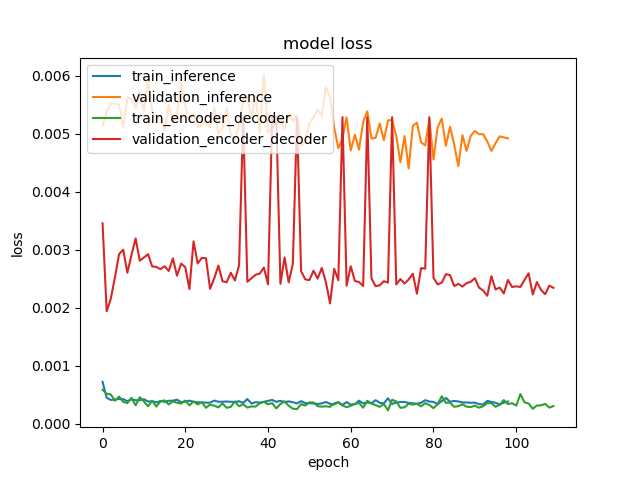 model loss
train_inference
validation_inference
train_encoder_decoder
validation_encoder_decoder
0.006
0.005
0.004
0.003
0.002
0.001
0.000
loss
0 20 40 60 80 100
epoch